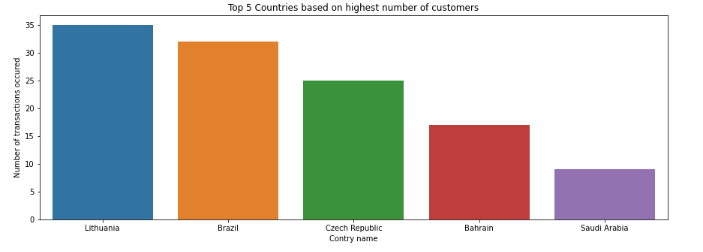 Top 5 Countries based on highest number of customers
Number of transactions occured
35
30
25
20
15
10
5
0
Lithuania
Brazil
Czech Republic
Bahrain
Saudi Arabia
Contry name